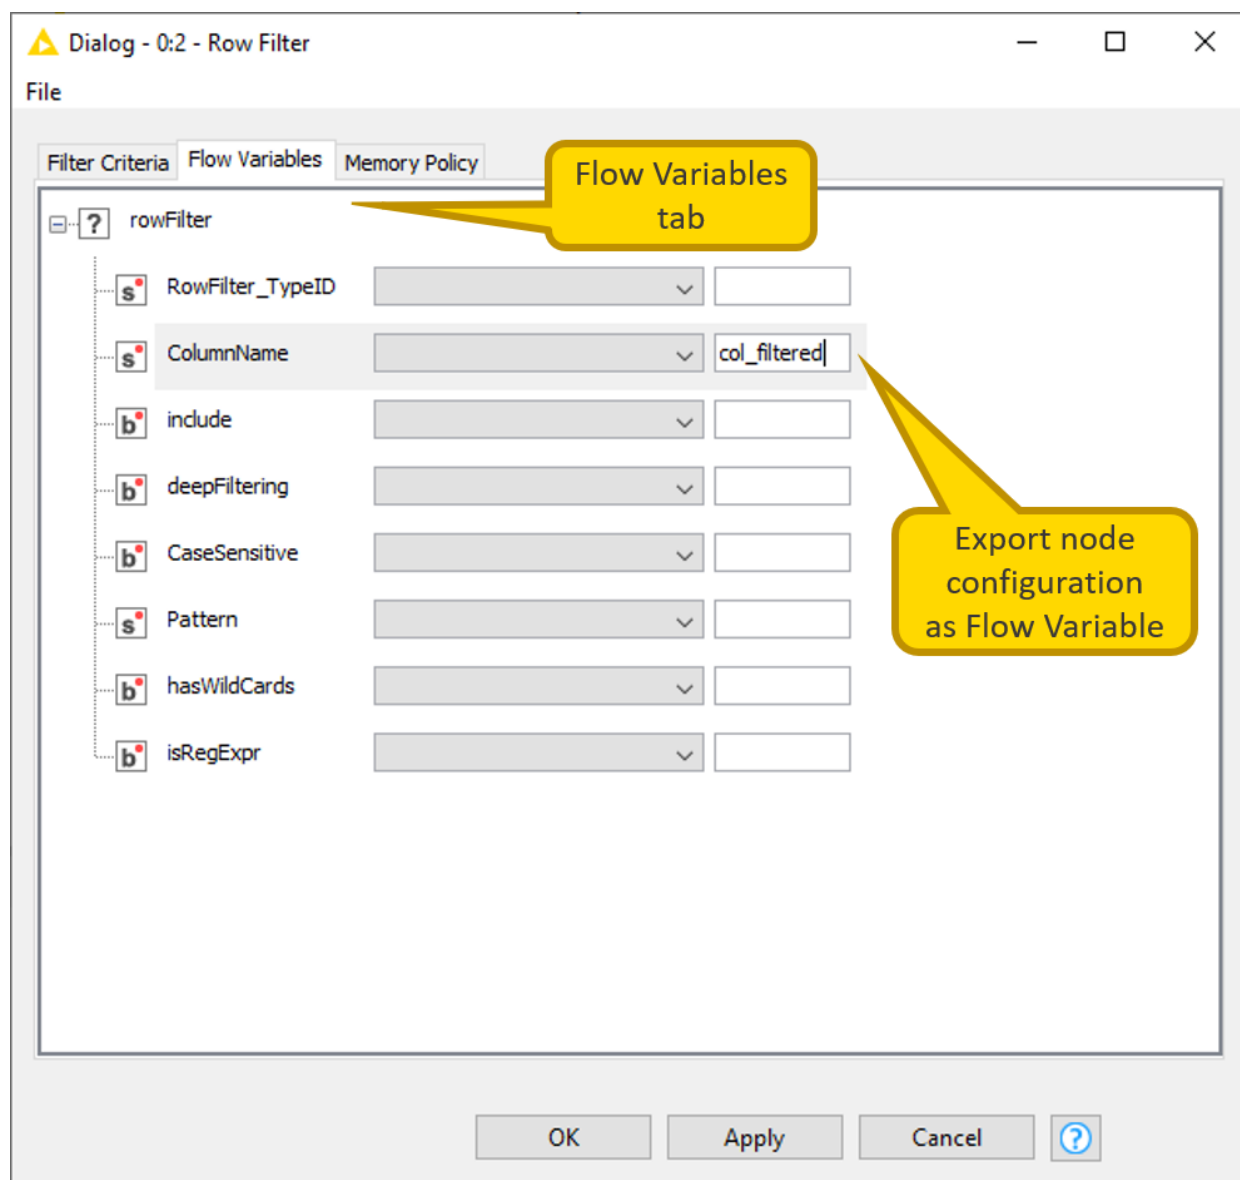 Dialog - 0:2 - Row Filter
File
Filter Criteria Flow Variables Memory Policy
Flow Variables
tab
? rowFilter
s RowFilter_TypeID
s ColumnName col_filtered
b include
b deepFiltering
Export node
configuration
as Flow Variable
b CaseSensitive
s Pattern
b hasWildCards
b isRegExpr
OK Apply Cancel ?